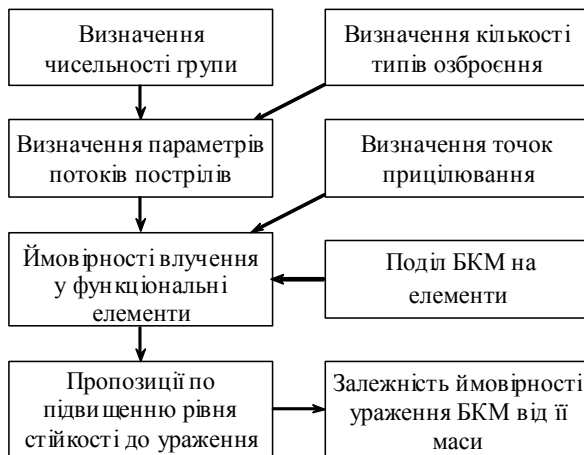 Визначення
чисельності групи
Визначення кількості
типів озброєння
Визначення параметрів
потоків пострілів
Визначення точок
прицілювання
Ймовірності влучення
у функціональні
елементи
Поділ БКМ на
елементи
Пропозиції по
підвищенню рівня
стійкості до ураження
Залежність ймовірності
ураження БКМ від її
маси